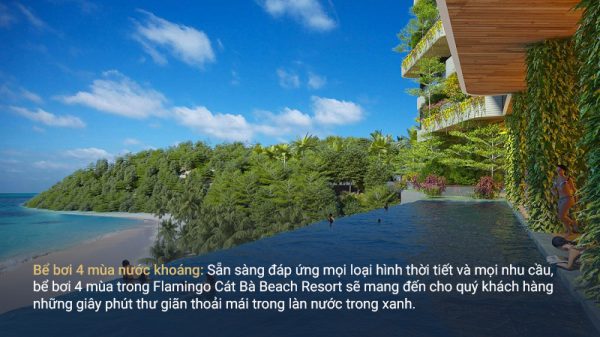 Bể bơi 4 mùa nước khoáng: Sẵn sàng đáp ứng mọi loại hình thời tiết và mọi nhu cầu,
bể bơi 4 mùa trong Flamingo Cát Bà Beach Resort sẽ mang đến cho quý khách hàng
những giây phút thư giãn thoải mái trong làn nước trong xanh.